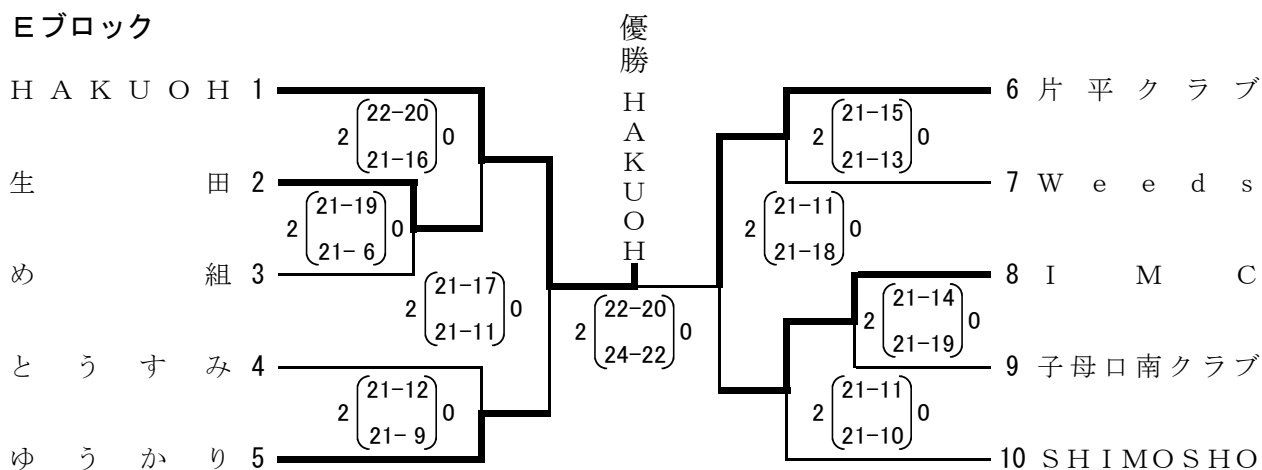 Eブロック
優勝 HAKUOH
HAKUOH 1
2 (22-20 21-16) 0
生田 2
2 (21-19 21- 6) 0
め組 3
2 (21-17 21-11) 0
とうすみ 4
2 (21-12 21- 9) 0
ゆうかり 5
2 (22-20 24-22) 0
6 片平クラブ
2 (21-15 21-13) 0
7 Weeds
2 (21-11 21-18) 0
8 IMC
2 (21-14 21-19) 0
9 子母口南クラブ
2 (21-11 21-10) 0
10 SHIMOSHO